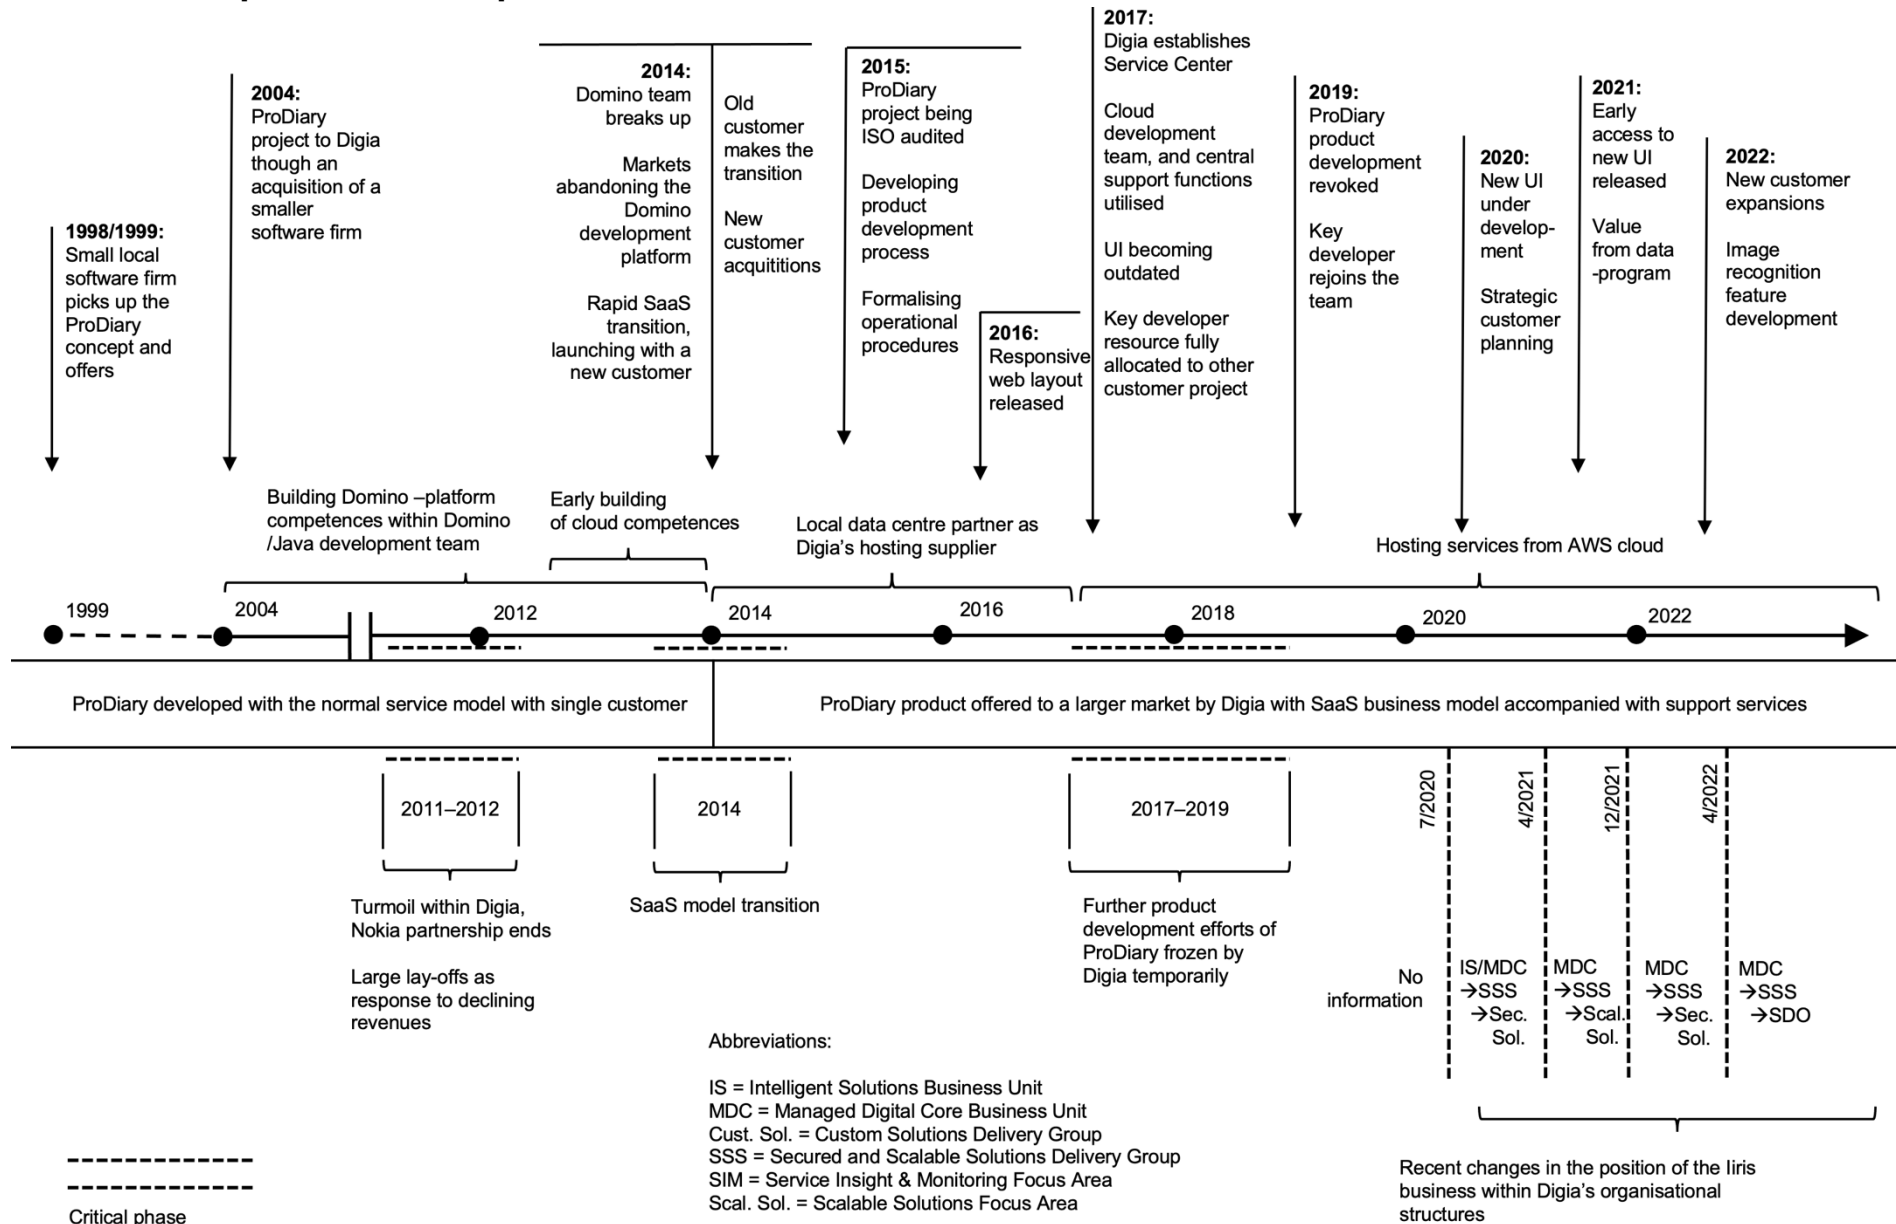 1998/1999:
Small local
software firm
picks up the
ProDiary
concept and
offers
2004:
ProDiary
project to Digia
though an
acquisition of a
smaller
software firm
2014:
Domino team
breaks up
Markets
abandoning the
Domino
development
platform
Rapid SaaS
transition,
launching with a
new customer
Old
customer
makes the
transition
New
customer
acquititions
2015:
ProDiary
project being
ISO audited
Developing
product
development
process
Formalising
operational
procedures
2016:
Responsive
web layout
released
2017:
Digia establishes
Service Center
Cloud
development
team, and central
support functions
utilised
UI becoming
outdated
Key developer
resource fully
allocated to other
customer project
2019:
ProDiary
product
development
revoked
Key
developer
rejoins the
team
2020:
New UI
under
develop-
ment
Strategic
customer
planning
2021:
Early
access to
new UI
released
Value
from data
-program
2022:
New customer
expansions
Image
recognition
feature
development
Building Domino –platform
competences within Domino
/Java development team
Early building
of cloud competences
Local data centre partner as
Digia's hosting supplier
Hosting services from AWS cloud
1999
2004
2012
2014
2016
2018
2020
2022
ProDiary developed with the normal service model with single customer
ProDiary product offered to a larger market by Digia with SaaS business model accompanied with support services
2011–2012
Turmoil within Digia,
Nokia partnership ends
Large lay-offs as
response to declining
revenues
2014
SaaS model transition
2017–2019
Further product
development efforts of
ProDiary frozen by
Digia temporarily
7/2020
4/2021
12/2021
4/2022
No
information
IS/MDC
→SSS
→Sec.
Sol.
MDC
→SSS
→Scal.
Sol.
MDC
→SSS
→Sec.
Sol.
MDC
→SSS
→SDO
Recent changes in the position of the Iiris
business within Digia's organisational
structures
Abbreviations:
IS = Intelligent Solutions Business Unit
MDC = Managed Digital Core Business Unit
Cust. Sol. = Custom Solutions Delivery Group
SSS = Secured and Scalable Solutions Delivery Group
SIM = Service Insight & Monitoring Focus Area
Scal. Sol. = Scalable Solutions Focus Area
Critical phase